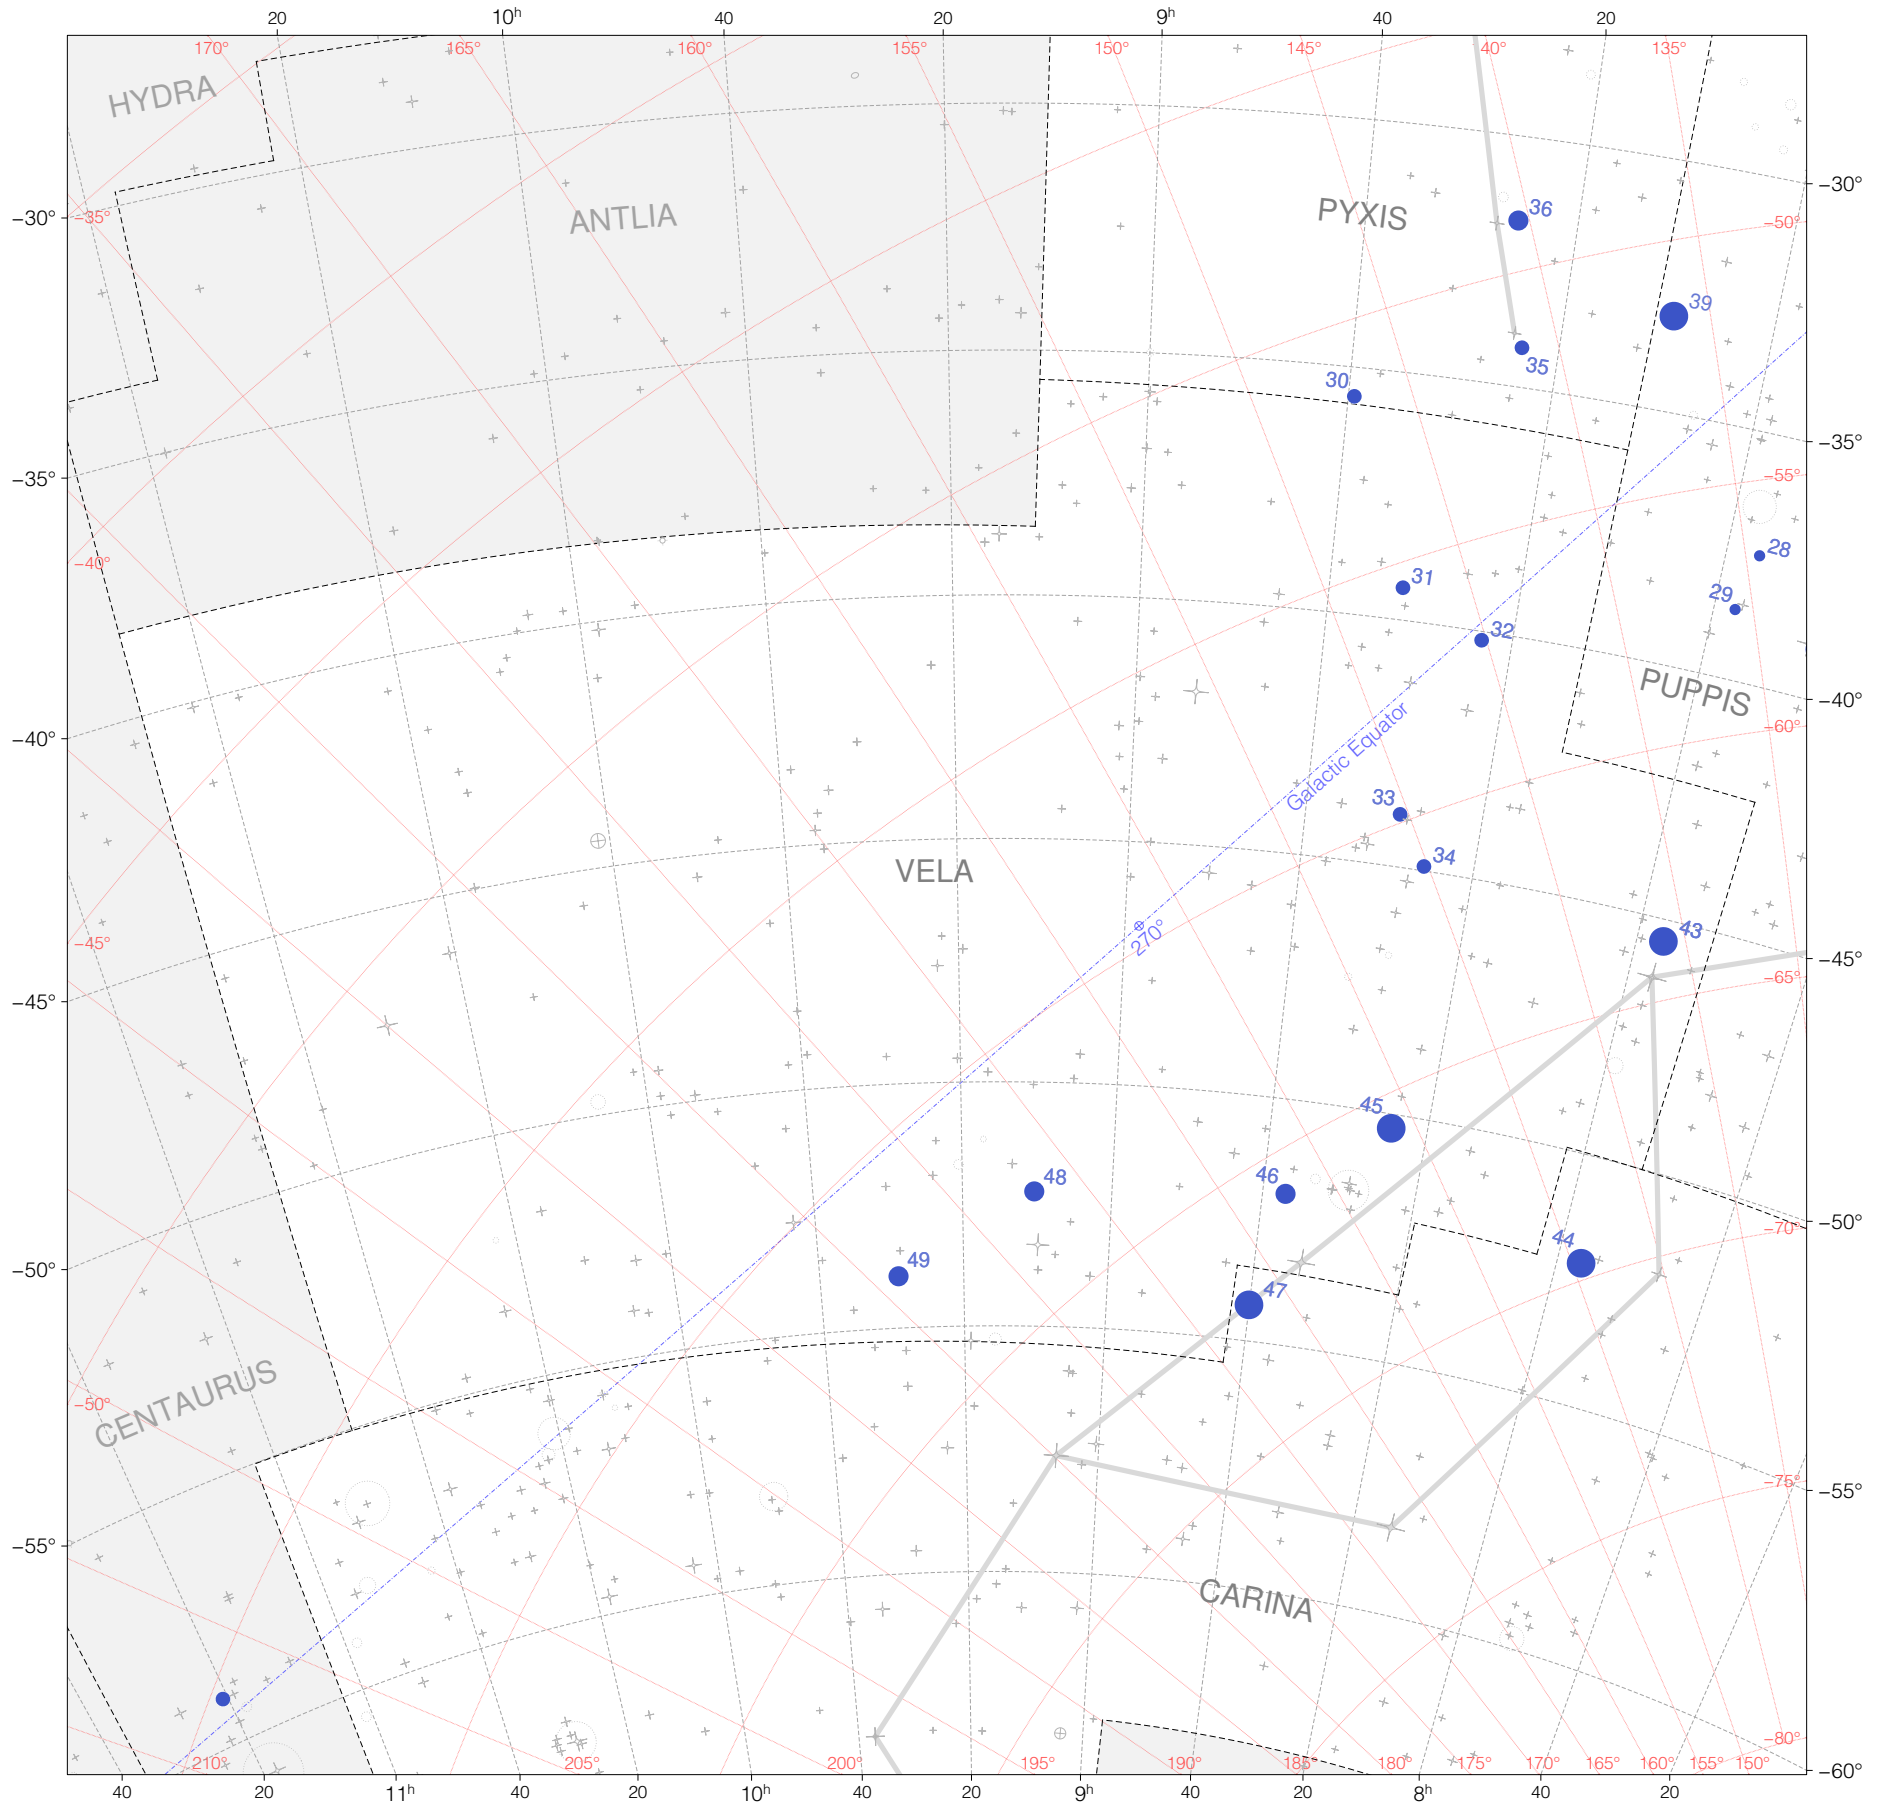 20 10h 40 20 9h 40 20
170° 165° 160° 155° 150° 145° 40° 135°
HYDRA
−30° −35° ANTLIA PYXIS 36 −30° −50°
39
35
30
−35° −35° −55°
28
−40° 31 29
32
PUPPIS −40° −60°
−40° Galactic Equator
33
VELA 34
−45° 270° 43 −45° −65°
−45°
45
48 46 −50° −70°
−50° 49 44
47
CENTAURUS −50°
−75° −55°
−55°
CARINA
210° 205° 200° 195° 190° 185° 180° 175° 170° 165° 160° 155° 150° −80° −60°
40 20 11h 40 20 10h 40 20 9h 40 20 8h 40 20